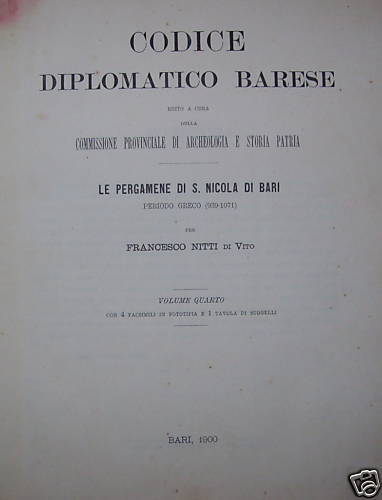 CODICE
DIPLOMATICO BARESE
EDITO A CURA
DELLA
COMMISSIONE PROVINCIALE DI ARCHEOLOGIA E STORIA PATRIA
LE PERGAMENE DI S. NICOLA DI BARI
PERIODO GRECO (939-1071)
PER
FRANCESCO NITTI DI VITO
VOLUME QUARTO
CON 4 FACSIMILI IN FOTOTIPIA E 1 TAVOLA DI SUGGELLI
BARI, 1900